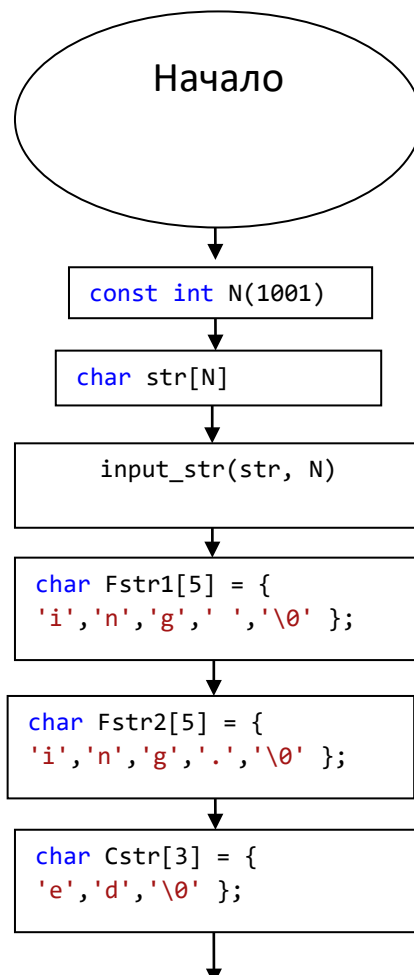 Начало
const int N(1001)
char str[N]
input_str(str, N)
char Fstr1[5] = {
'i','n','g',' ','\0' };
char Fstr2[5] = {
'i','n','g','.','\0' };
char Cstr[3] = {
'e','d','\0' };